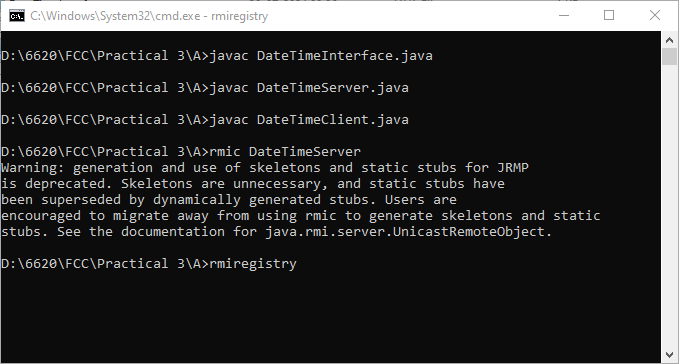 C:\Windows\System32\cmd.exe - rmiregistry
D:\6620\FCC\Practical 3\A>javac DateTimeInterface.java
D:\6620\FCC\Practical 3\A>javac DateTimeServer.java
D:\6620\FCC\Practical 3\A>javac DateTimeClient.java
D:\6620\FCC\Practical 3\A>rmic DateTimeServer
Warning: generation and use of skeletons and static stubs for JRMP
is deprecated. Skeletons are unnecessary, and static stubs have
been superseded by dynamically generated stubs. Users are
encouraged to migrate away from using rmic to generate skeletons and static
stubs. See the documentation for java.rmi.server.UnicastRemoteObject.
D:\6620\FCC\Practical 3\A>rmiregistry